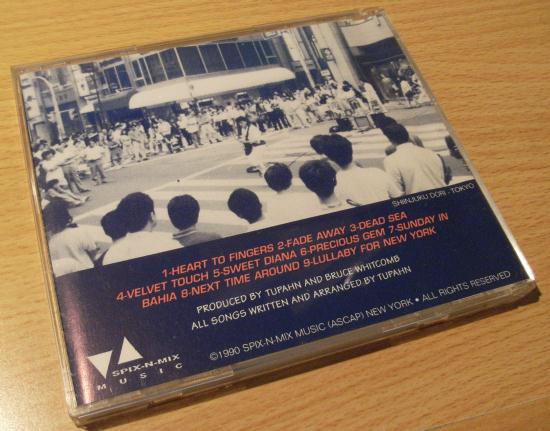 SHINJUKU DORI - TOKYO
1-HEART TO FINGERS 2-FADE AWAY 3-DEAD SEA
4-VELVET TOUCH 5-SWEET DIANA 6-PRECIOUS GEM 7-SUNDAY IN
BAHIA 8-NEXT TIME AROUND 9-LULLABY FOR NEW YORK
PRODUCED BY TUPAHN AND BRUCE WHITCOMB
ALL SONGS WRITTEN AND ARRANGED BY TUPAHN
©1990 SPIX-N-MIX MUSIC (ASCAP) NEW YORK • ALL RIGHTS RESERVED
SPIX-N-MIX
MUSIC